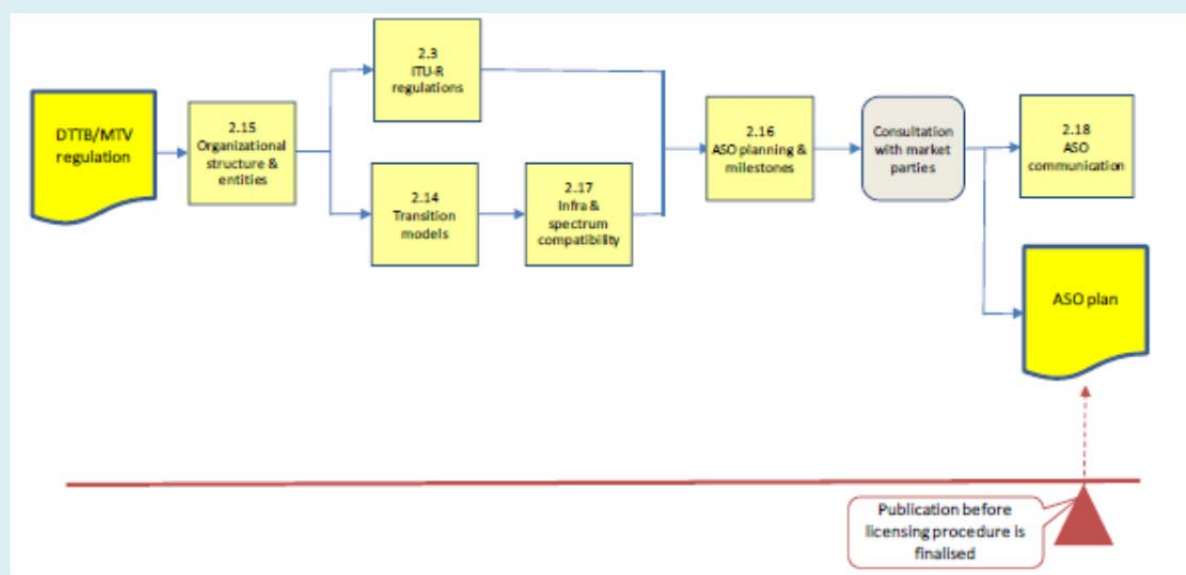 DTTB/MTV
regulation
2.15
Organizational
structure &
entities
2.3
ITU-R
regulations
2.14
Transition
models
2.17
Infra &
spectrum
compatibility
2.16
ASO planning &
milestones
Consultation
with market
parties
2.18
ASO
communication
ASO plan
Publication before
licensing procedure is
finalised